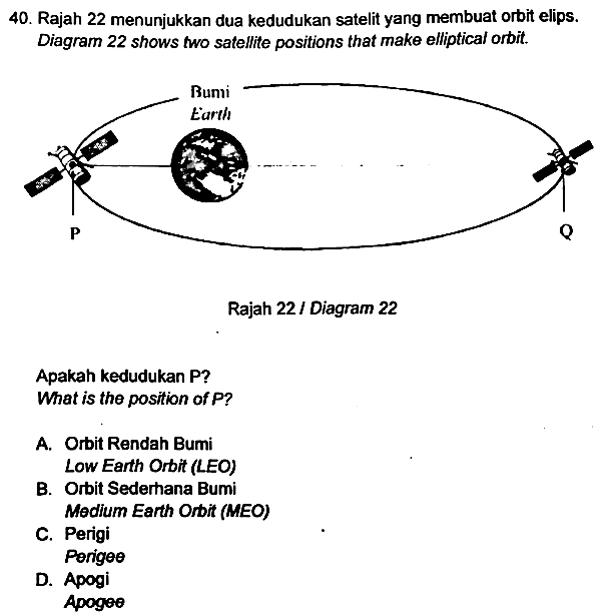 40. Rajah 22 menunjukkan dua kedudukan satelit yang membuat orbit elips.
Diagram 22 shows two satellite positions that make elliptical orbit.
Bumi
Earth
P
Q
Rajah 22 / Diagram 22
Apakah kedudukan P?
What is the position of P?
A. Orbit Rendah Bumi
Low Earth Orbit (LEO)
B. Orbit Sederhana Bumi
Medium Earth Orbit (MEO)
C. Perigi
Perigee
D. Apogi
Apogee